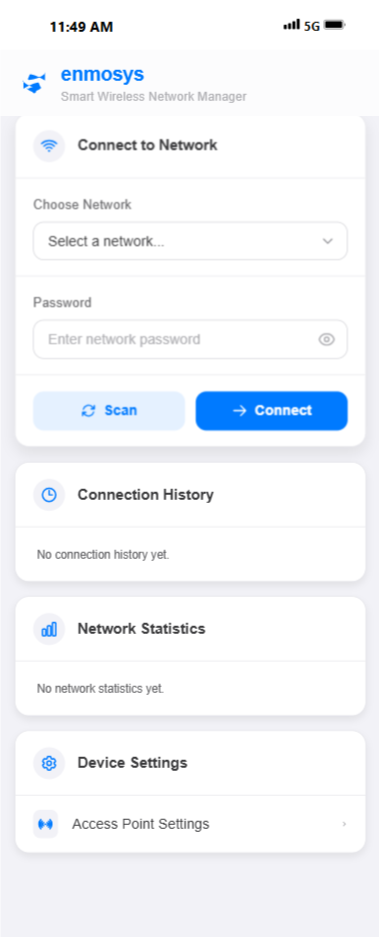 11:49 AM
5G
enmosys
Smart Wireless Network Manager
Connect to Network
Choose Network
Select a network...
Password
Enter network password
Scan
Connect
Connection History
No connection history yet.
Network Statistics
No network statistics yet.
Device Settings
Access Point Settings